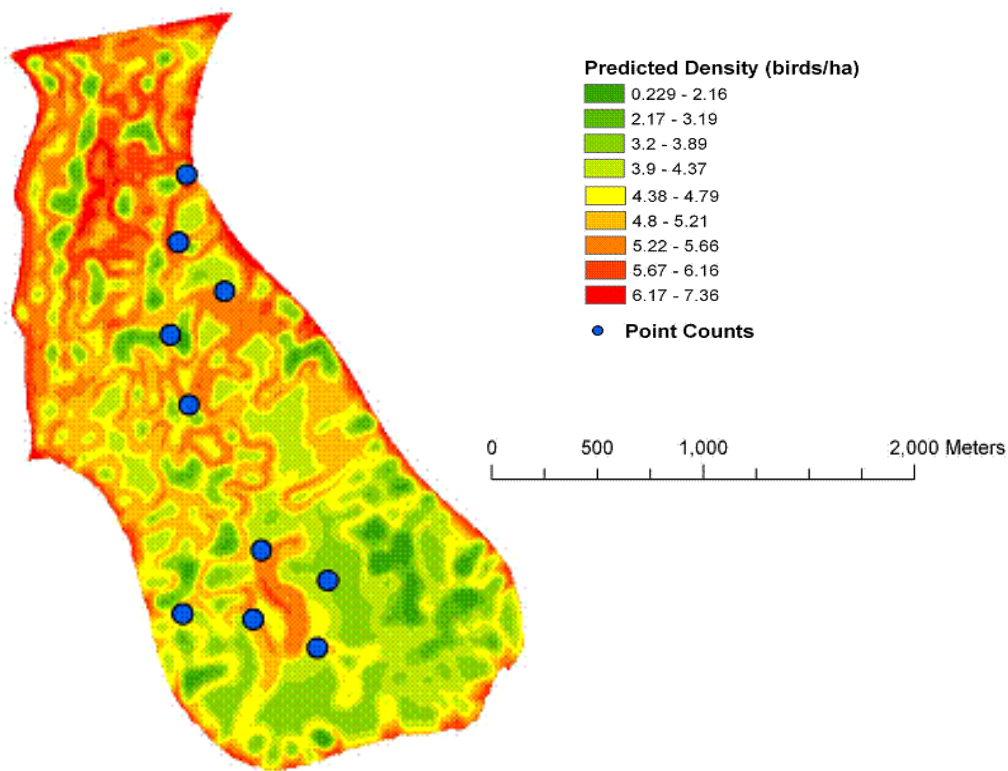 Predicted Density (birds/ha)
0.229 - 2.16
2.17 - 3.19
3.2 - 3.89
3.9 - 4.37
4.38 - 4.79
4.8 - 5.21
5.22 - 5.66
5.67 - 6.16
6.17 - 7.36
Point Counts
0 500 1,000 2,000 Meters